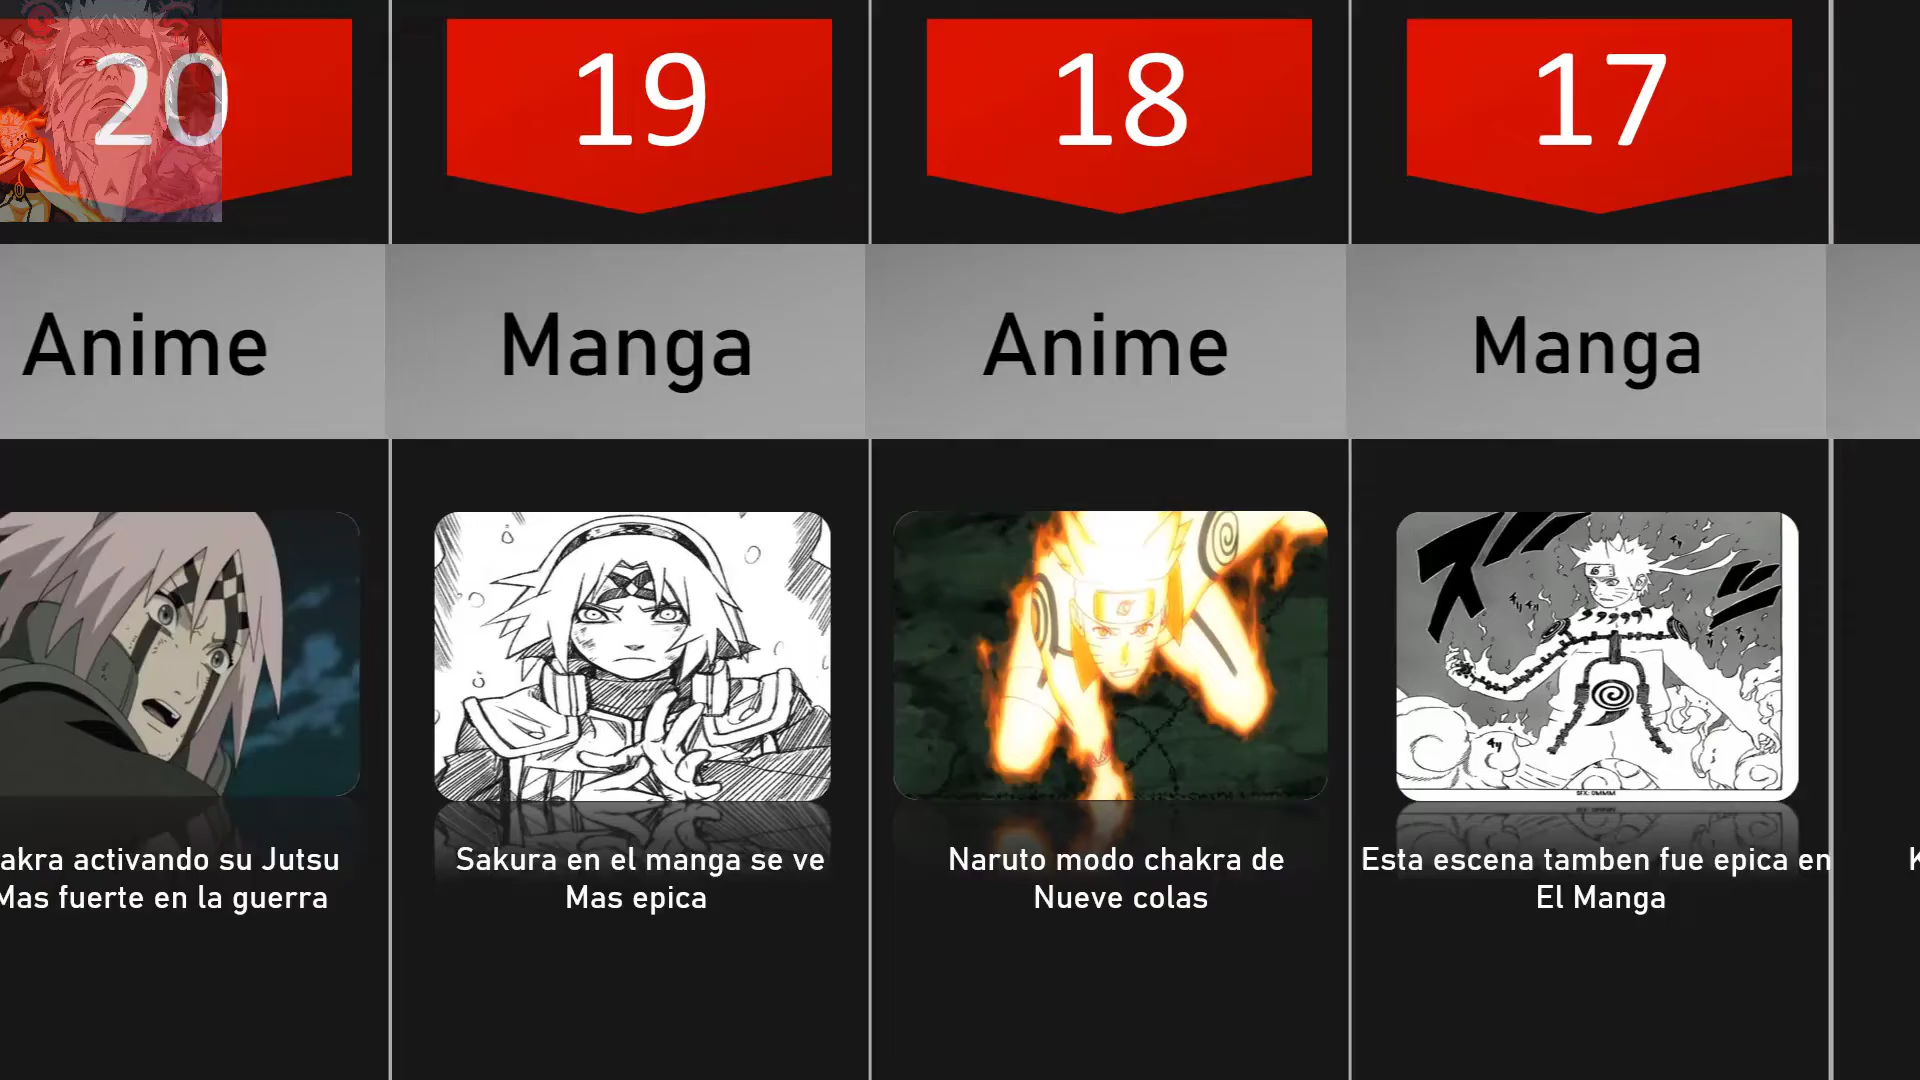 20
19
18
17
Anime
Manga
Anime
Manga
akra activando su Jutsu
Mas fuerte en la guerra
Sakura en el manga se ve
Mas epica
Naruto modo chakra de
Nueve colas
Esta escena tamben fue epica en
El Manga
K